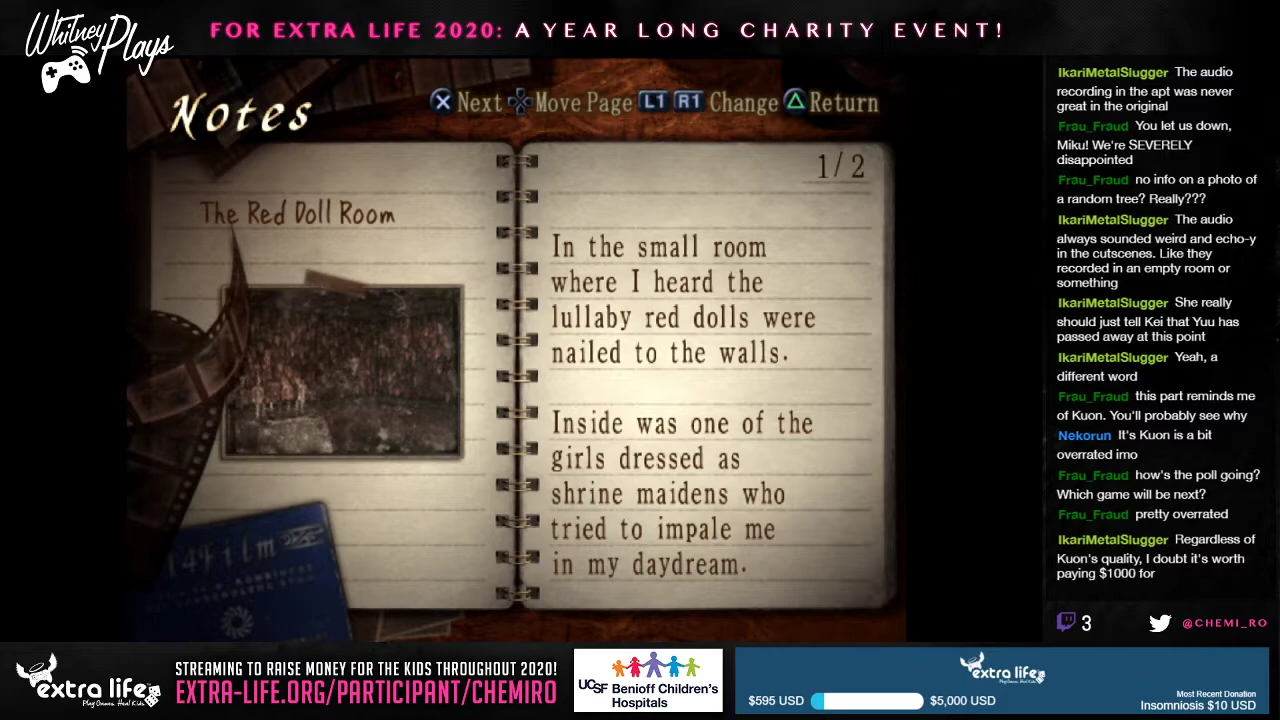 Whitney Plays
FOR EXTRA LIFE 2020: A YEAR LONG CHARITY EVENT!
Notes
Next Move Page L1 R1 Change Return
1/2
The Red Doll Room
In the small room
where I heard the
lullaby red dolls were
nailed to the walls.
Inside was one of the
girls dressed as
shrine maidens who
tried to impale me
in my daydream.
14 Film
IkariMetalSlugger The audio
recording in the apt was never
great in the original
Frau_Fraud You let us down,
Miku! We're SEVERELY
disappointed
Frau_Fraud no info on a photo of
a random tree? Really???
IkariMetalSlugger The audio
always sounded weird and echo-y
in the cutscenes. Like they
recorded in an empty room or
something
IkariMetalSlugger She really
should just tell Kei that Yuu has
passed away at this point
IkariMetalSlugger Yeah, a
different word
Frau_Fraud this part reminds me
of Kuon. You'll probably see why
Nekorun It's Kuon is a bit
overrated imo
Frau_Fraud how's the poll going?
Which game will be next?
Frau_Fraud pretty overrated
IkariMetalSlugger Regardless of
Kuon's quality, I doubt it's worth
paying $1000 for
3 @CHEMI_RO
extra life
Play Games. Heal Kids.
STREAMING TO RAISE MONEY FOR THE KIDS THROUGHOUT 2020!
EXTRA-LIFE.ORG/PARTICIPANT/CHEMIRO
UCSF Benioff Children's
Hospitals
extra life
$595 USD $5,000 USD
Most Recent Donation
Insomniosis $10 USD